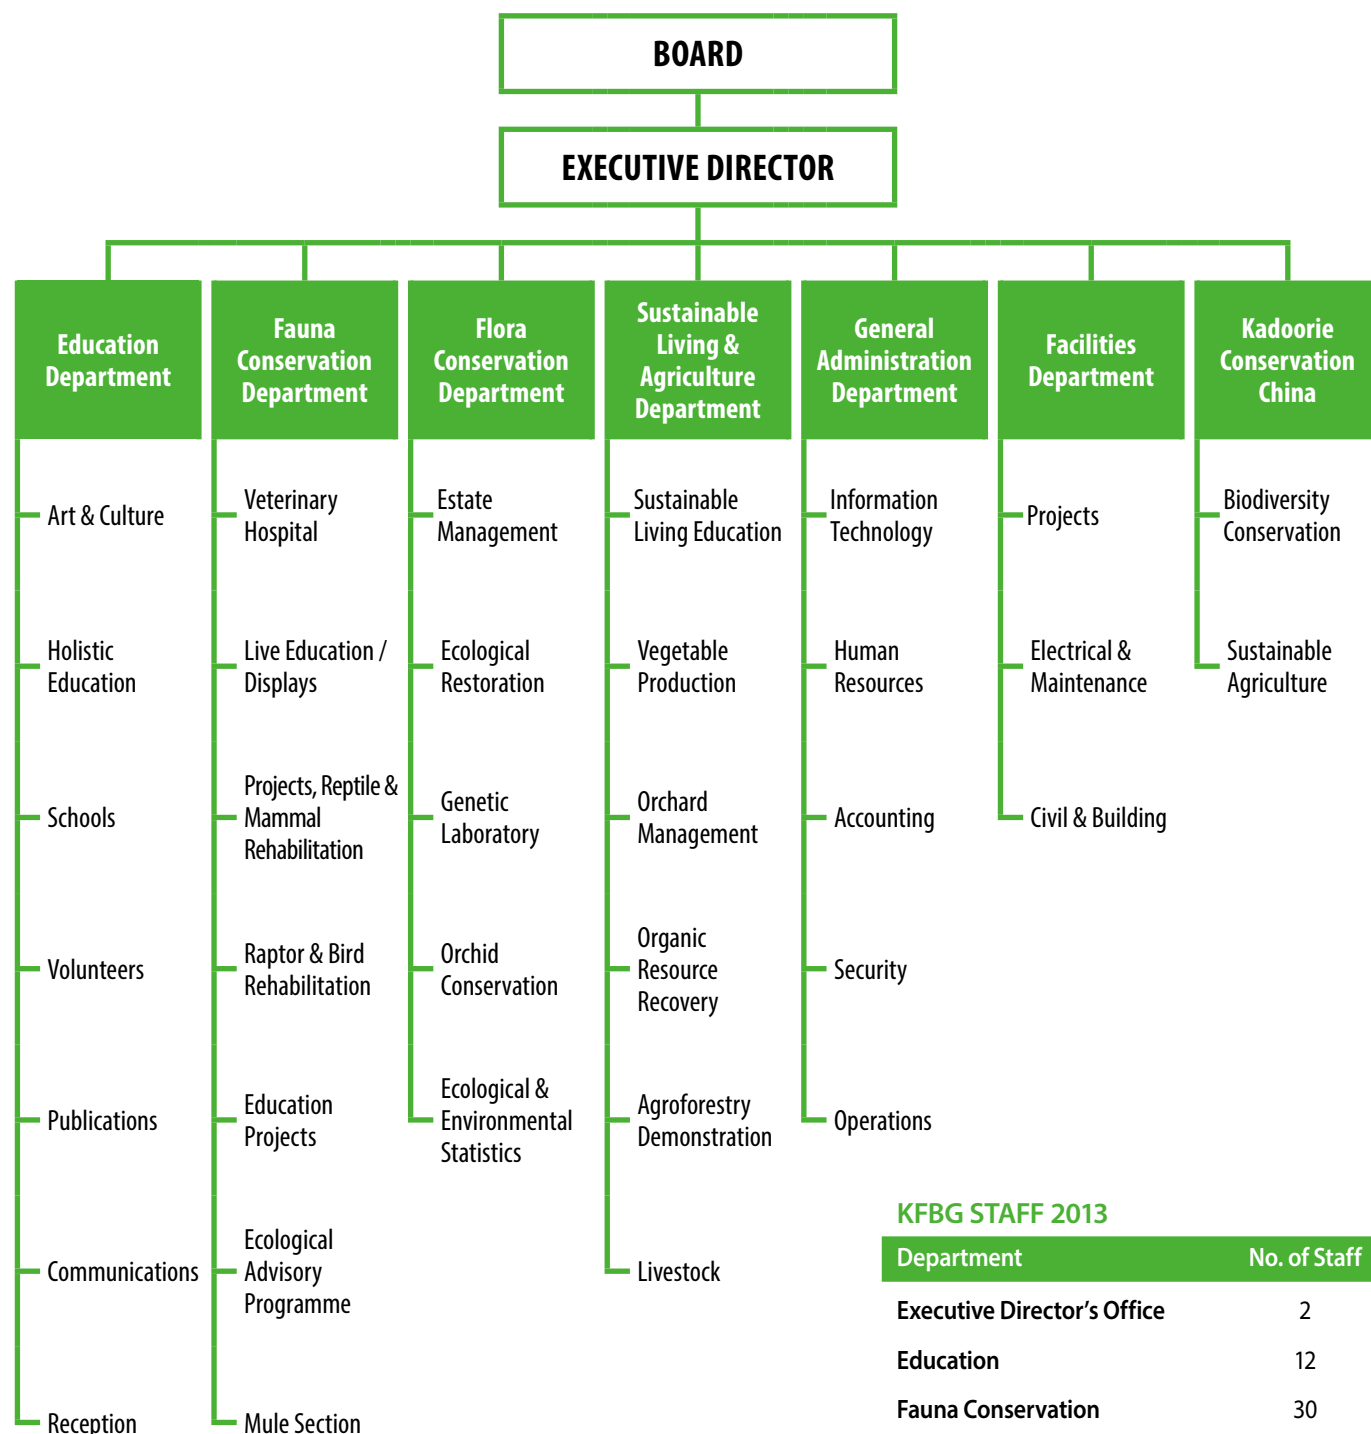 BOARD
EXECUTIVE DIRECTOR
Education
Department
Fauna
Conservation
Department
Flora
Conservation
Department
Sustainable
Living &
Agriculture
Department
General
Administration
Department
Facilities
Department
Kadoorie
Conservation
China
Art & Culture
Holistic
Education
Schools
Volunteers
Publications
Communications
Reception
Veterinary
Hospital
Live Education /
Displays
Projects, Reptile &
Mammal
Rehabilitation
Raptor & Bird
Rehabilitation
Education
Projects
Ecological
Advisory
Programme
Mule Section
Estate
Management
Ecological
Restoration
Genetic
Laboratory
Orchid
Conservation
Ecological &
Environmental
Statistics
Sustainable
Living Education
Vegetable
Production
Orchard
Management
Organic
Resource
Recovery
Agroforestry
Demonstration
Livestock
Information
Technology
Human
Resources
Accounting
Security
Operations
Projects
Electrical &
Maintenance
Civil & Building
Biodiversity
Conservation
Sustainable
Agriculture
KFBG STAFF 2013
Department No. of Staff
Executive Director’s Office 2
Education 12
Fauna Conservation 30